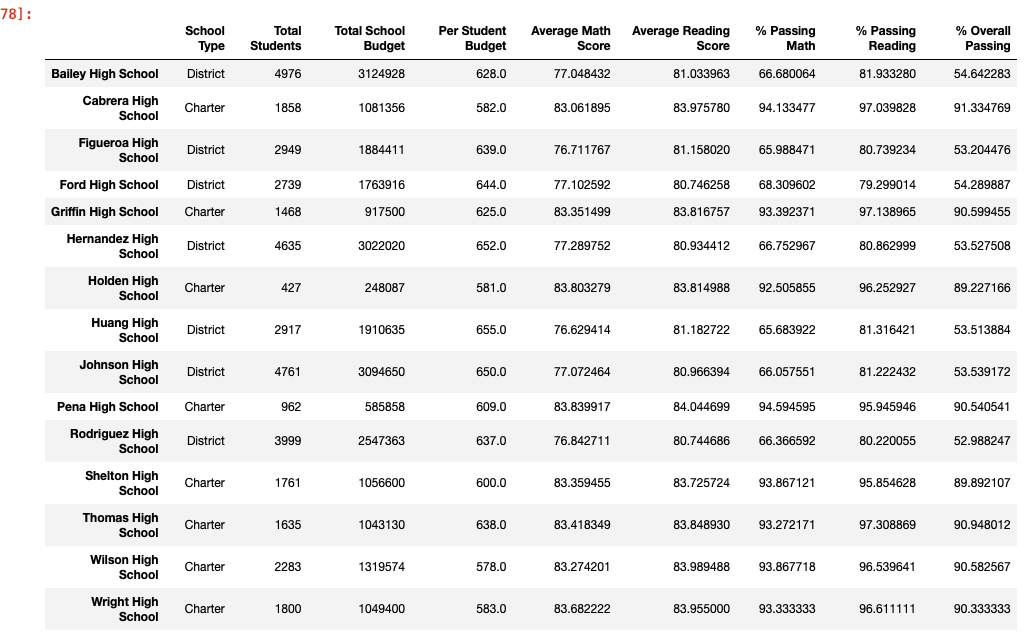 78]:
School Type Total Students Total School Budget Per Student Budget Average Math Score Average Reading Score % Passing Math % Passing Reading % Overall Passing
Bailey High School District 4976 3124928 628.0 77.048432 81.033963 66.680064 81.933280 54.642283
Cabrera High School Charter 1858 1081356 582.0 83.061895 83.975780 94.133477 97.039828 91.334769
Figueroa High School District 2949 1884411 639.0 76.711767 81.158020 65.988471 80.739234 53.204476
Ford High School District 2739 1763916 644.0 77.102592 80.746258 68.309602 79.299014 54.289887
Griffin High School Charter 1468 917500 625.0 83.351499 83.816757 93.392371 97.138965 90.599455
Hernandez High School District 4635 3022020 652.0 77.289752 80.934412 66.752967 80.862999 53.527508
Holden High School Charter 427 248087 581.0 83.803279 83.814988 92.505855 96.252927 89.227166
Huang High School District 2917 1910635 655.0 76.629414 81.182722 65.683922 81.316421 53.513884
Johnson High School District 4761 3094650 650.0 77.072464 80.966394 66.057551 81.222432 53.539172
Pena High School Charter 962 585858 609.0 83.839917 84.044699 94.594595 95.945946 90.540541
Rodriguez High School District 3999 2547363 637.0 76.842711 80.744686 66.366592 80.220055 52.988247
Shelton High School Charter 1761 1056600 600.0 83.359455 83.725724 93.867121 95.854628 89.892107
Thomas High School Charter 1635 1043130 638.0 83.418349 83.848930 93.272171 97.308869 90.948012
Wilson High School Charter 2283 1319574 578.0 83.274201 83.989488 93.867718 96.539641 90.582567
Wright High School Charter 1800 1049400 583.0 83.682222 83.955000 93.333333 96.611111 90.333333